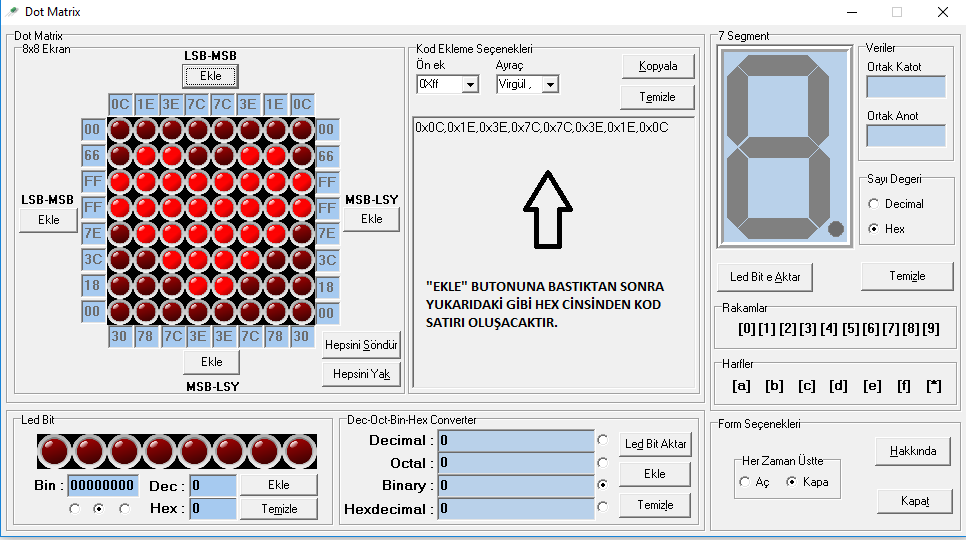 Dot Matrix
Dot Matrix
8x8 Ekran
LSB-MSB
Ekle
0C 1E 3E 7C 7C 3E 1E 0C
00 00
66 66
FF FF
FF FF
7E 7E
3C 3C
18 18
00 00
30 78 7C 3E 3E 7C 78 30
LSB-MSB
Ekle
MSB-LSY
Ekle
Ekle
MSB-LSY
Hepsini Söndür
Hepsini Yak
Kod Ekleme Seçenekleri
Ön ek
0Xff
Ayraç
Virgül ,
Kopyala
Temizle
0x0C,0x1E,0x3E,0x7C,0x7C,0x3E,0x1E,0x0C
"EKLE" BUTONUNA BASTIKTAN SONRA
YUKARIDAKİ GİBİ HEX CİNSİNDEN KOD
SATIRI OLUŞACAKTIR.
7 Segment
Veriler
Ortak Katot
Ortak Anot
Sayı Degeri
Decimal
Hex
Led Bit e Aktar
Temizle
Rakamlar
[0] [1] [2] [3] [4] [5] [6] [7] [8] [9]
Harfler
[a] [b] [c] [d] [e] [f] [*]
Led Bit
Bin : 00000000
Dec : 0
Ekle
Hex : 0
Temizle
Dec-Oct-Bin-Hex Converter
Decimal : 0
Octal : 0
Binary : 0
Hexdecimal : 0
Led Bit Aktar
Ekle
Temizle
Form Seçenekleri
Her Zaman Üstte
Aç
Kapa
Hakkında
Kapat